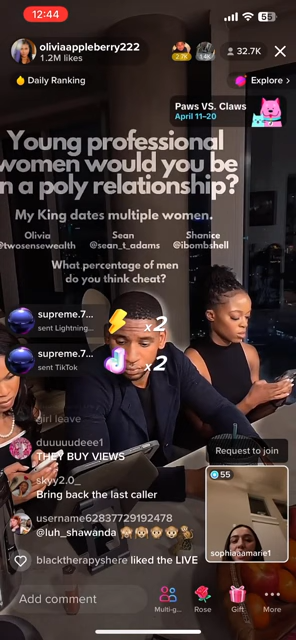 12:44
55
oliviaappleberry222
1.2M likes
2.7K
1.4K
32.7K
Daily Ranking
Explore >
Paws VS. Claws
April 11-20
Young professional
women would you be
n a poly relationship?
My King dates multiple women.
Olivia
@twosensewealth
Sean
@sean_t_adams
Shanice
@ibombshell
What percentage of men
do you think cheat?
supreme.7...
sent Lightning...
x2
supreme.7...
sent TikTok
x2
girl leave
duuuuudeee1
THEY BUY VIEWS
skyy2.0_
Bring back the last caller
username62837729192478
@luh_shawanda
blacktherapyshere liked the LIVE
Request to join
55
sophiaaamarie1
Add comment
Multi-g...
Rose
Gift
More